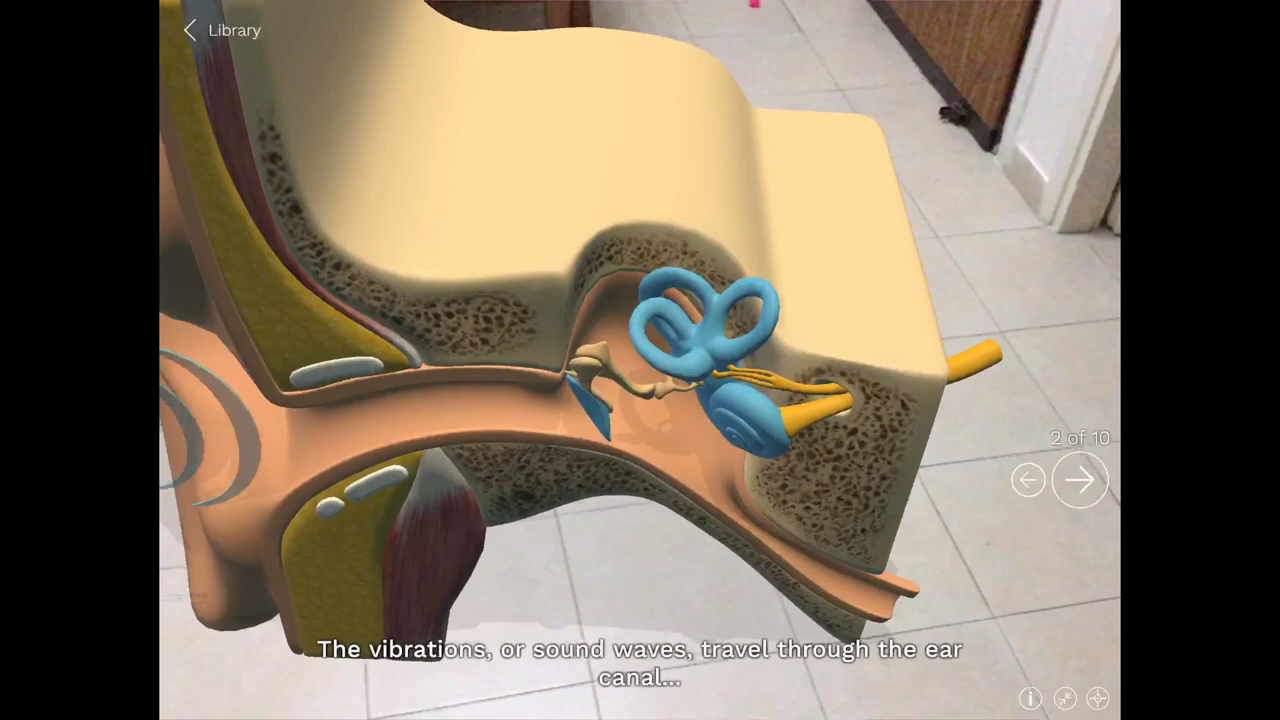 Library
2 of 10
The vibrations, or sound waves, travel through the ear
canal...